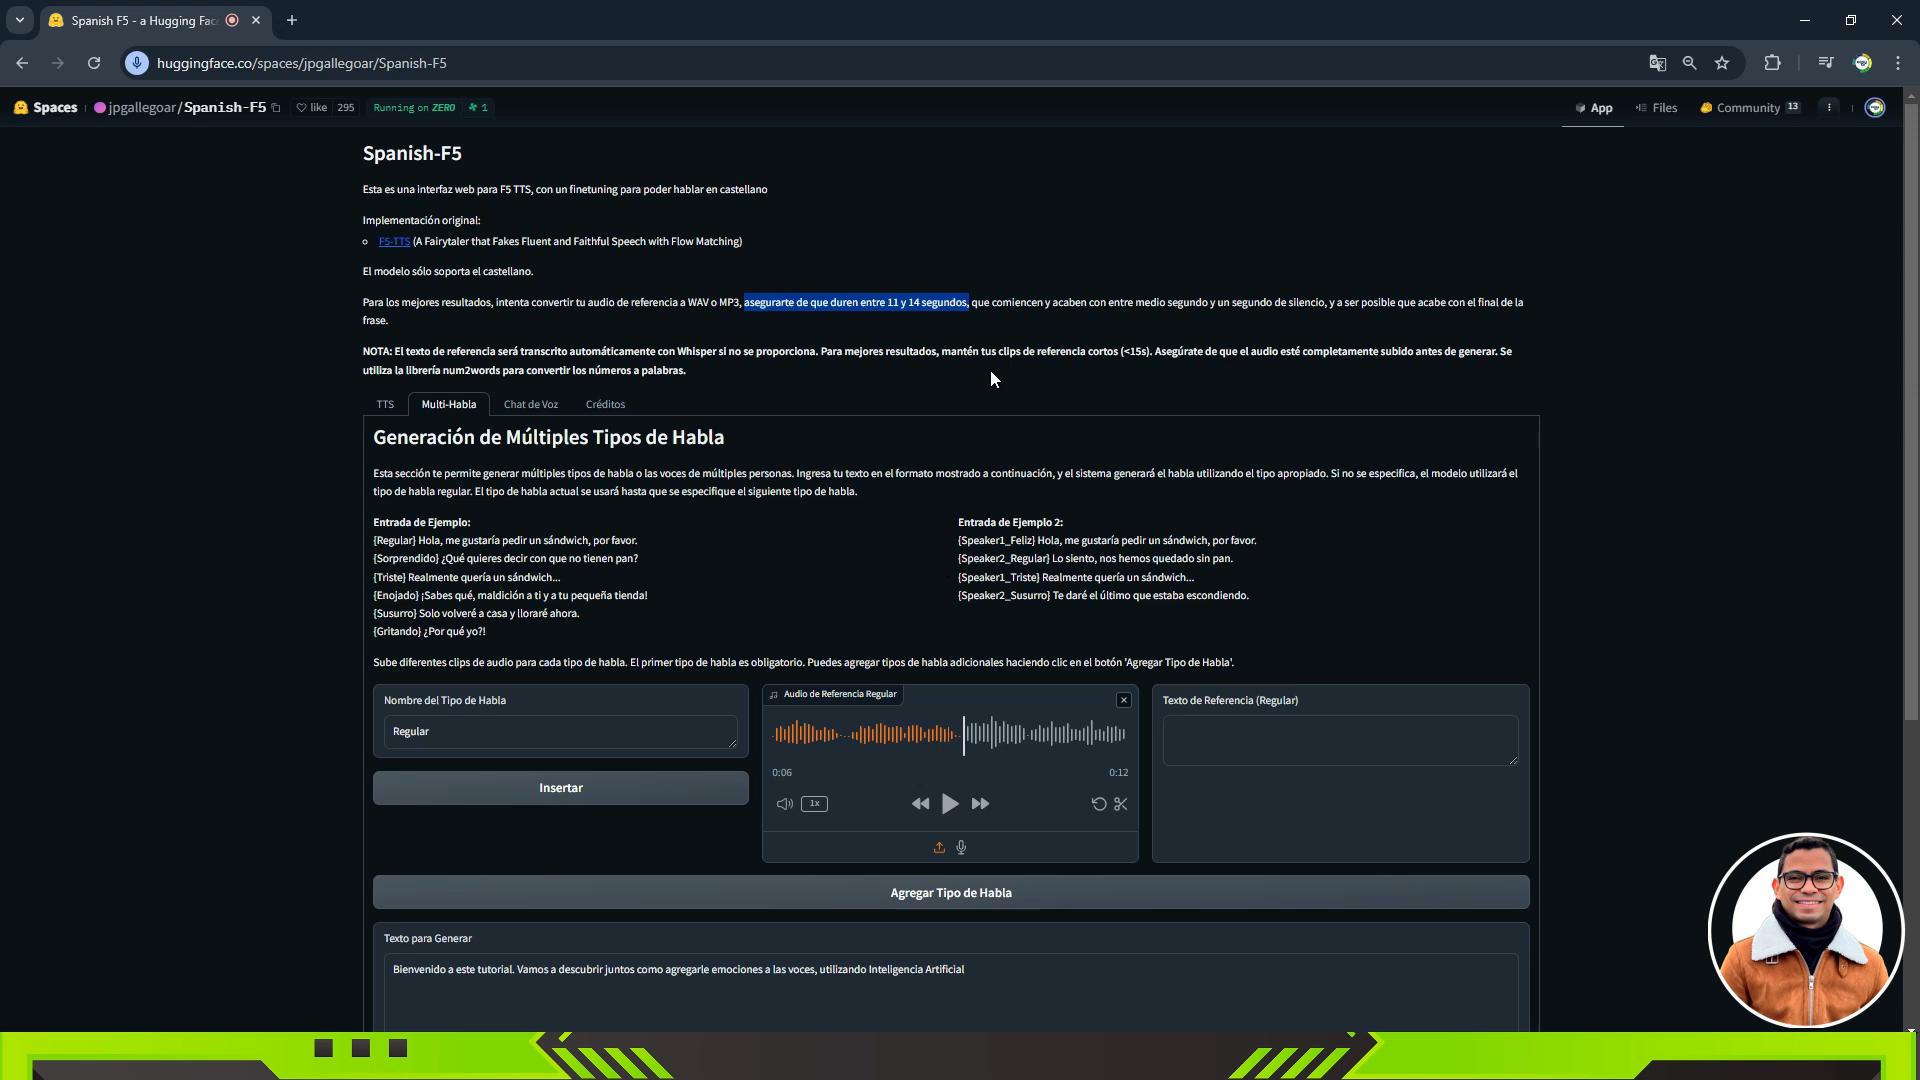 Spanish F5 - a Hugging Fac
huggingface.co/spaces/jpgallegoar/Spanish-F5
Spaces jpgallegoar/Spanish-F5 like 295 Running on ZERO 1 App Files Community 13
Spanish-F5
Esta es una interfaz web para F5 TTS, con un finetuning para poder hablar en castellano
Implementación original:
F5-TTS (A Fairytaler that Fakes Fluent and Faithful Speech with Flow Matching)
El modelo sólo soporta el castellano.
Para los mejores resultados, intenta convertir tu audio de referencia a WAV o MP3, asegurarte de que duren entre 11 y 14 segundos, que comiencen y acaben con entre medio segundo y un segundo de silencio, y a ser posible que acabe con el final de la
frase.
NOTA: El texto de referencia será transcrito automáticamente con Whisper si no se proporciona. Para mejores resultados, mantén tus clips de referencia cortos (<15s). Asegúrate de que el audio esté completamente subido antes de generar. Se
utiliza la librería num2words para convertir los números a palabras.
TTS Multi-Habla Chat de Voz Créditos
Generación de Múltiples Tipos de Habla
Esta sección te permite generar múltiples tipos de habla o las voces de múltiples personas. Ingresa tu texto en el formato mostrado a continuación, y el sistema generará el habla utilizando el tipo apropiado. Si no se especifica, el modelo utilizará el
tipo de habla regular. El tipo de habla actual se usará hasta que se especifique el siguiente tipo de habla.
Entrada de Ejemplo:
{Regular} Hola, me gustaría pedir un sándwich, por favor.
{Sorprendido} ¿Qué quieres decir con que no tienen pan?
{Triste} Realmente quería un sándwich...
{Enojado} ¡Sabes qué, maldición a ti y a tu pequeña tienda!
{Susurro} Solo volveré a casa y lloraré ahora.
{Gritando} ¿Por qué yo?!
Entrada de Ejemplo 2:
{Speaker1_Feliz} Hola, me gustaría pedir un sándwich, por favor.
{Speaker2_Regular} Lo siento, nos hemos quedado sin pan.
{Speaker1_Triste} Realmente quería un sándwich...
{Speaker2_Susurro} Te daré el último que estaba escondiendo.
Sube diferentes clips de audio para cada tipo de habla. El primer tipo de habla es obligatorio. Puedes agregar tipos de habla adicionales haciendo clic en el botón 'Agregar Tipo de Habla'.
Nombre del Tipo de Habla
Regular
Insertar
Audio de Referencia Regular
0:06 0:12
1x
Texto de Referencia (Regular)
Agregar Tipo de Habla
Texto para Generar
Bienvenido a este tutorial. Vamos a descubrir juntos como agregarle emociones a las voces, utilizando Inteligencia Artificial